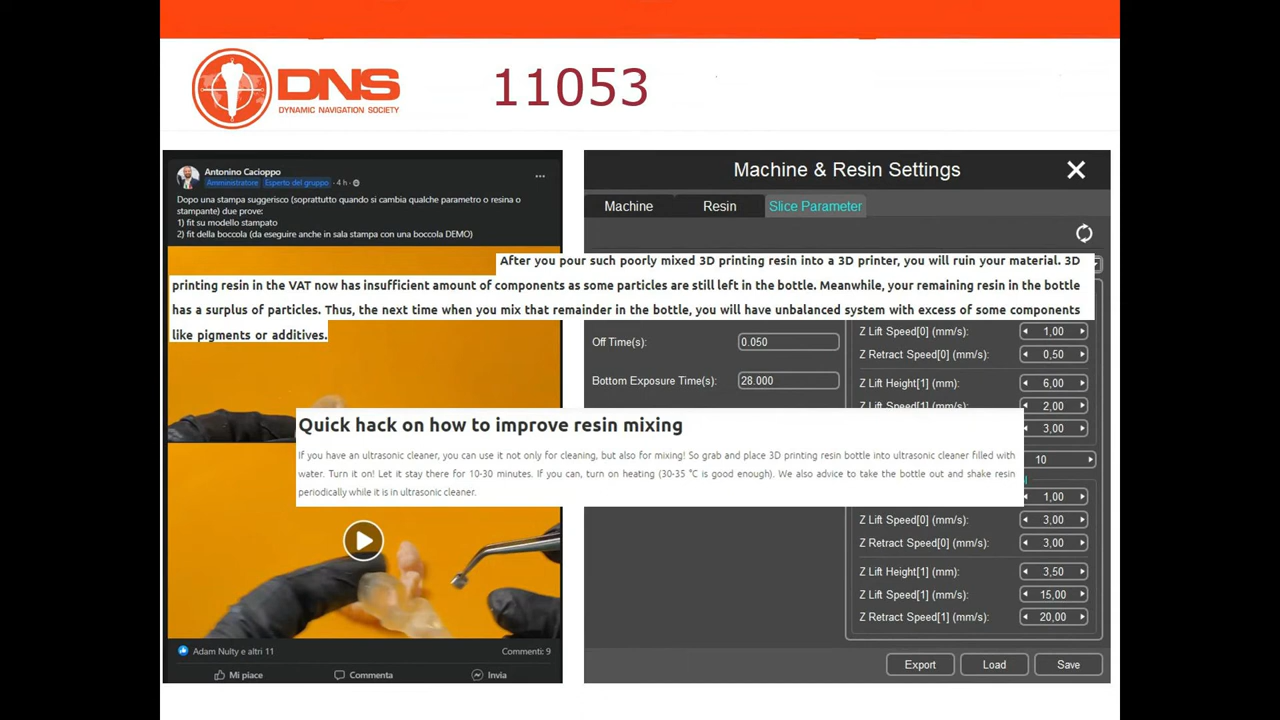 DNS
DYNAMIC NAVIGATION SOCIETY
11053
Antonino Cacioppo
Amministratore Esperto del gruppo · 4 h ·
Dopo una stampa suggerisco (soprattutto quando si cambia qualche parametro o resina o
stampante) due prove:
1) fit su modello stampato
2) fit della boccola (da eseguire anche in sala stampa con una boccola DEMO)
After you pour such poorly mixed 3D printing resin into a 3D printer, you will ruin your material. 3D
printing resin in the VAT now has insufficient amount of components as some particles are still left in the bottle. Meanwhile, your remaining resin in the bottle
has a surplus of particles. Thus, the next time when you mix that remainder in the bottle, you will have unbalanced system with excess of some components
like pigments or additives.
Quick hack on how to improve resin mixing
If you have an ultrasonic cleaner, you can use it not only for cleaning, but also for mixing! So grab and place 3D printing resin bottle into ultrasonic cleaner filled with
water. Turn it on! Let it stay there for 10-30 minutes. If you can, turn on heating (30-35 °C is good enough). We also advice to take the bottle out and shake resin
periodically while it is in ultrasonic cleaner.
Adam Nulty e altri 11
Commenti: 9
Mi piace
Commenta
Invia
Machine & Resin Settings
Machine
Resin
Slice Parameter
Off Time(s):
0.050
Bottom Exposure Time(s):
28.000
Z Lift Speed[0] (mm/s):
1,00
Z Retract Speed[0] (mm/s):
0,50
Z Lift Height[1] (mm):
6,00
Z Lift Speed[1] (mm/s):
2,00
3,00
10
1,00
Z Lift Speed[0] (mm/s):
3,00
Z Retract Speed[0] (mm/s):
3,00
Z Lift Height[1] (mm):
3,50
Z Lift Speed[1] (mm/s):
15,00
Z Retract Speed[1] (mm/s):
20,00
Export
Load
Save